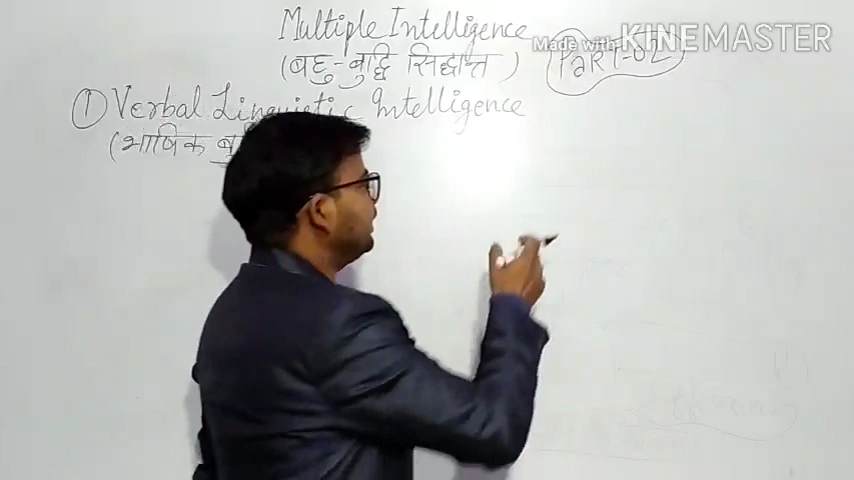 Multiple Intelligence
(बहु-बुद्धि सिद्धान्त) PART-02
Made with KINEMASTER
① Verbal Linguistic Intelligence
(भाषिक